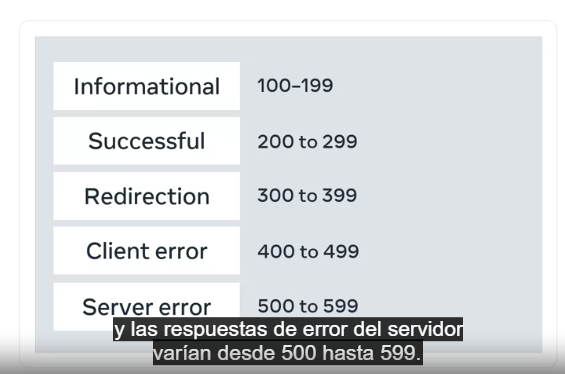 Informational 100–199
Successful 200 to 299
Redirection 300 to 399
Client error 400 to 499
Server error 500 to 599
y las respuestas de error del servidor
varían desde 500 hasta 599.